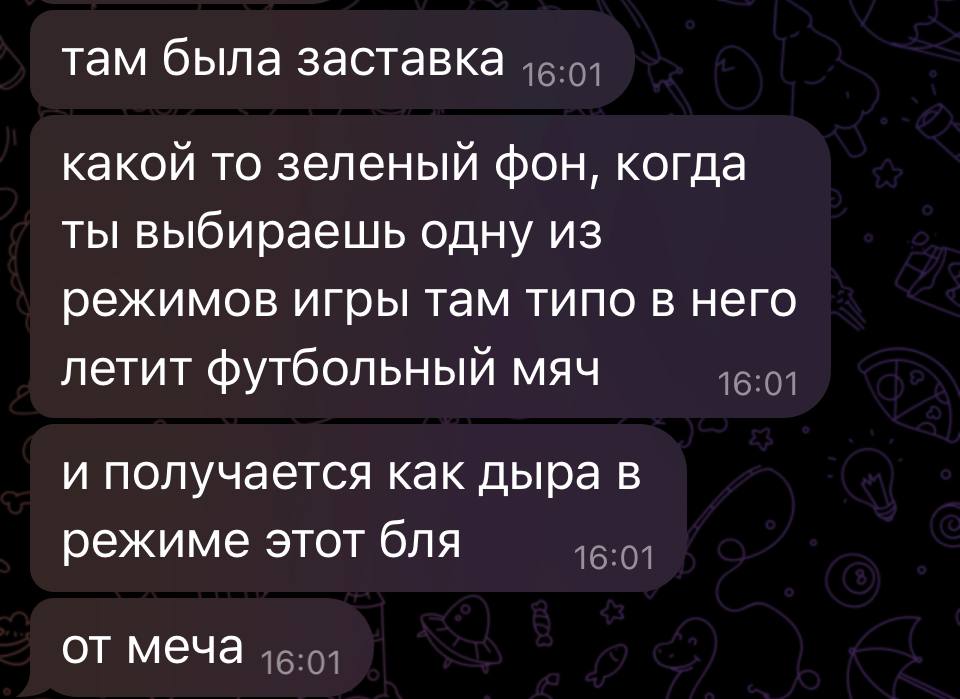 там была заставка 16:01
какой то зеленый фон, когда
ты выбираешь одну из
режимов игры там типо в него
летит футбольный мяч 16:01
и получается как дыра в
режиме этот бля 16:01
от меча 16:01